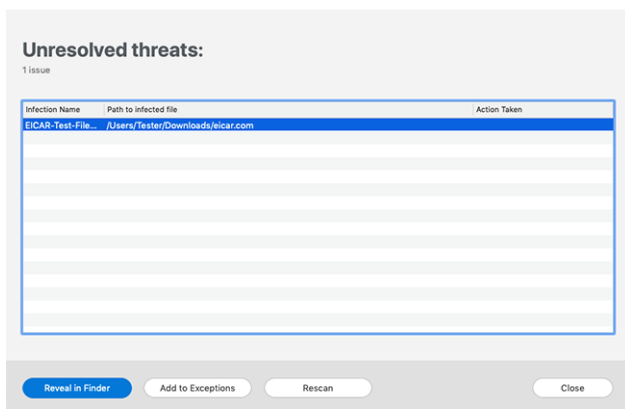 Unresolved threats:
1 issue
Infection Name Path to infected file Action Taken
EICAR-Test-File... /Users/Tester/Downloads/eicar.com
Reveal in Finder Add to Exceptions Rescan Close